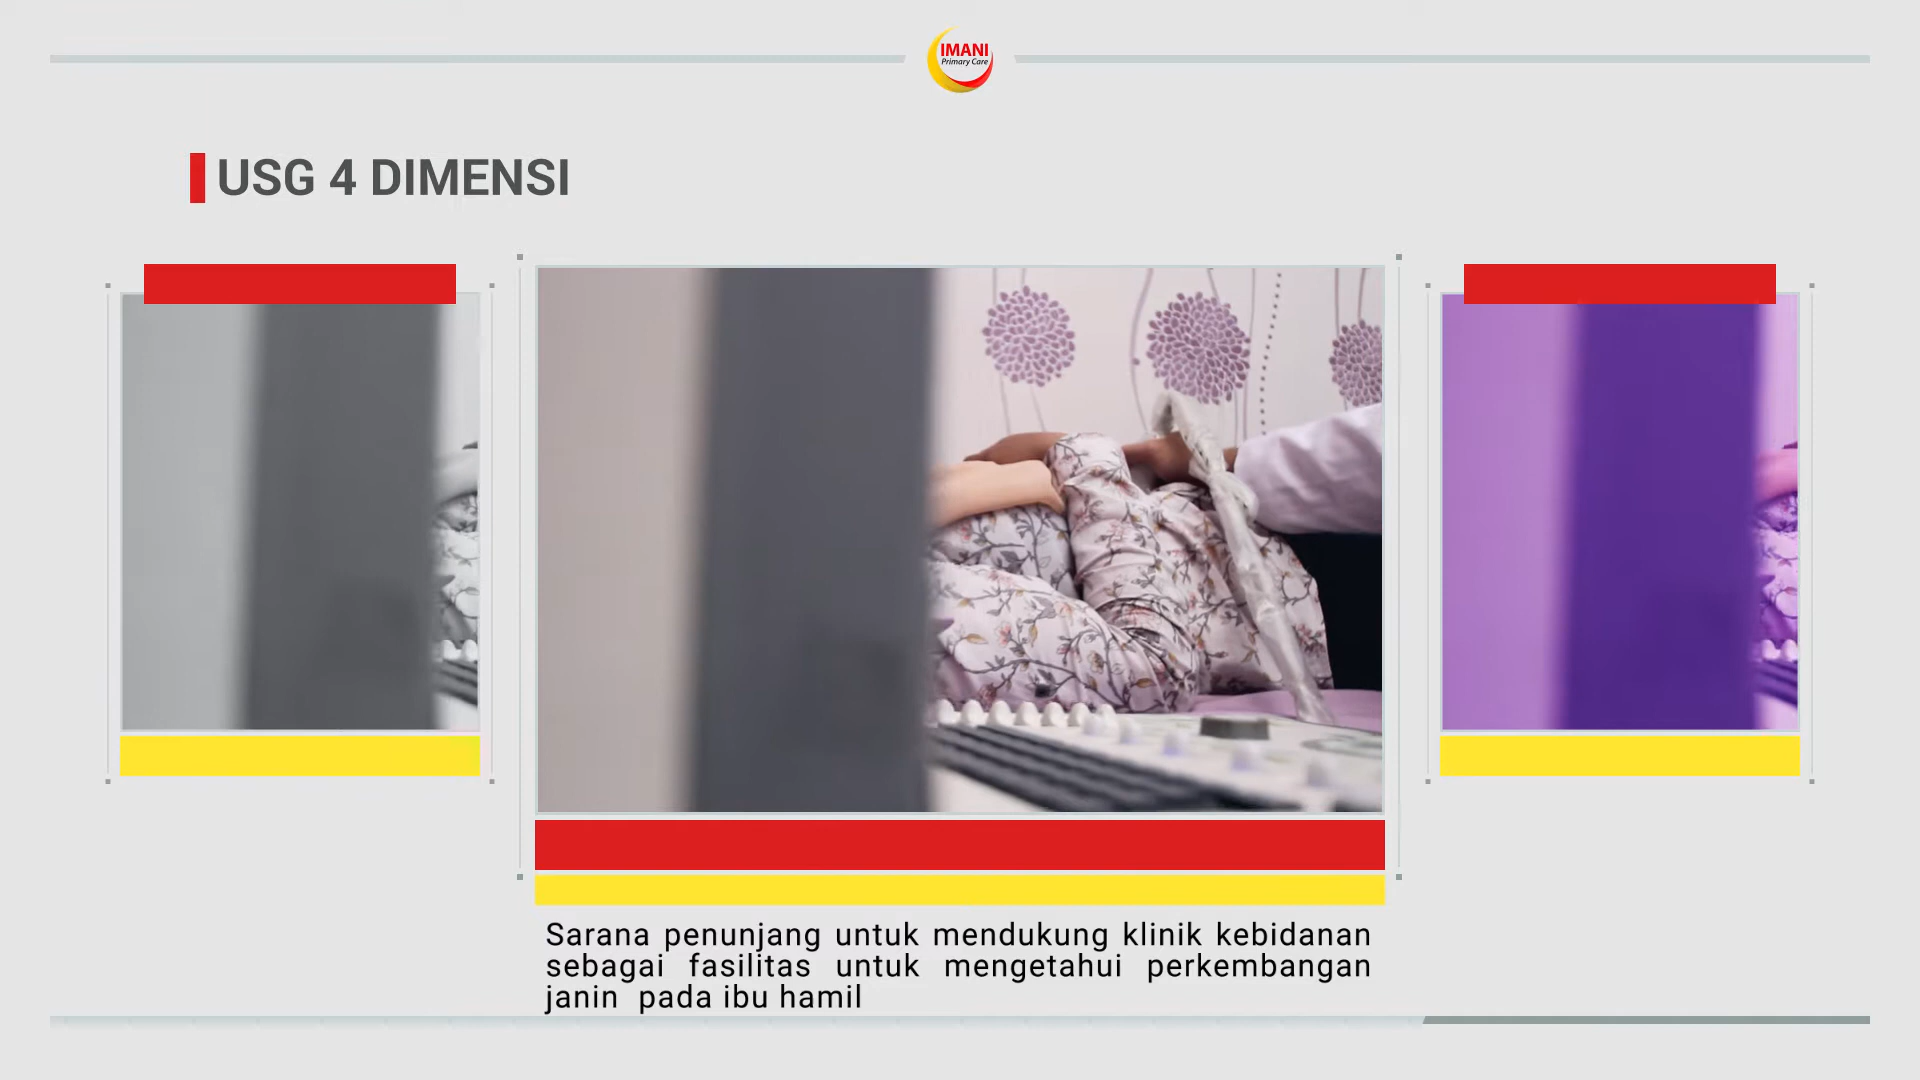 IMANI
Primary Care
USG 4 DIMENSI
Sarana penunjang untuk mendukung klinik kebidanan
sebagai fasilitas untuk mengetahui perkembangan
janin pada ibu hamil